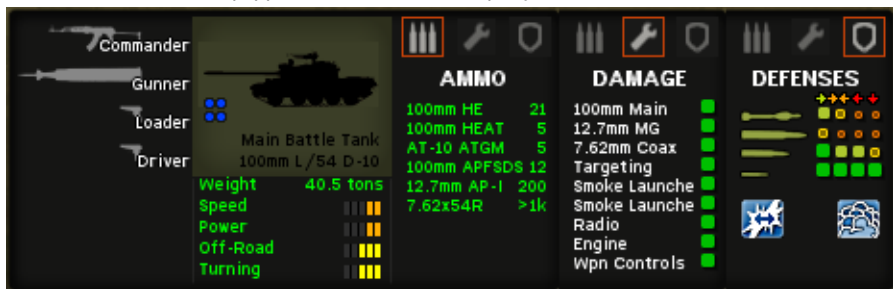 Commander
Gunner
Loader
Driver
Main Battle Tank
100mm L/54 D-10
Weight 40.5 tons
Speed
Power
Off-Road
Turning
AMMO
100mm HE 21
100mm HEAT 5
AT-10 ATGM 5
100mm APFSDS 12
12.7mm AP-I 200
7.62x54R >1k
DAMAGE
100mm Main
12.7mm MG
7.62mm Coax
Targeting
Smoke Launche
Smoke Launche
Radio
Engine
Wpn Controls
DEFENSES